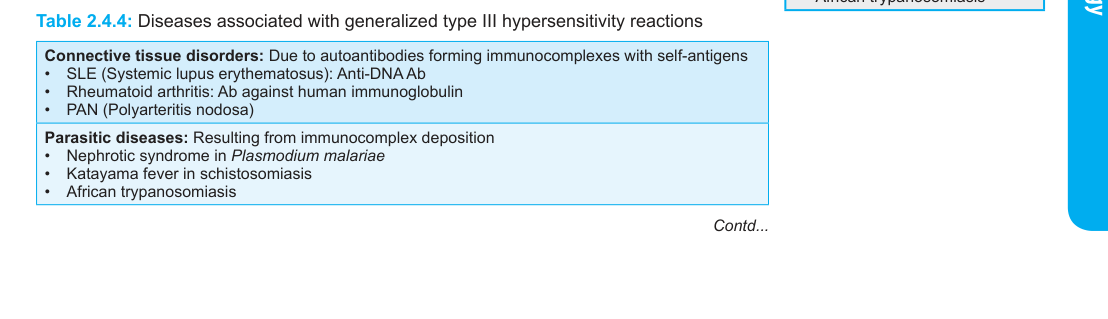 Table 2.4.4: Diseases associated with generalized type III hypersensitivity reactions
Connective tissue disorders: Due to autoantibodies forming immunocomplexes with self-antigens
• SLE (Systemic lupus erythematosus): Anti-DNA Ab
• Rheumatoid arthritis: Ab against human immunoglobulin
• PAN (Polyarteritis nodosa)
Parasitic diseases: Resulting from immunocomplex deposition
• Nephrotic syndrome in Plasmodium malariae
• Katayama fever in schistosomiasis
• African trypanosomiasis
Contd...
African trypanosomiasis